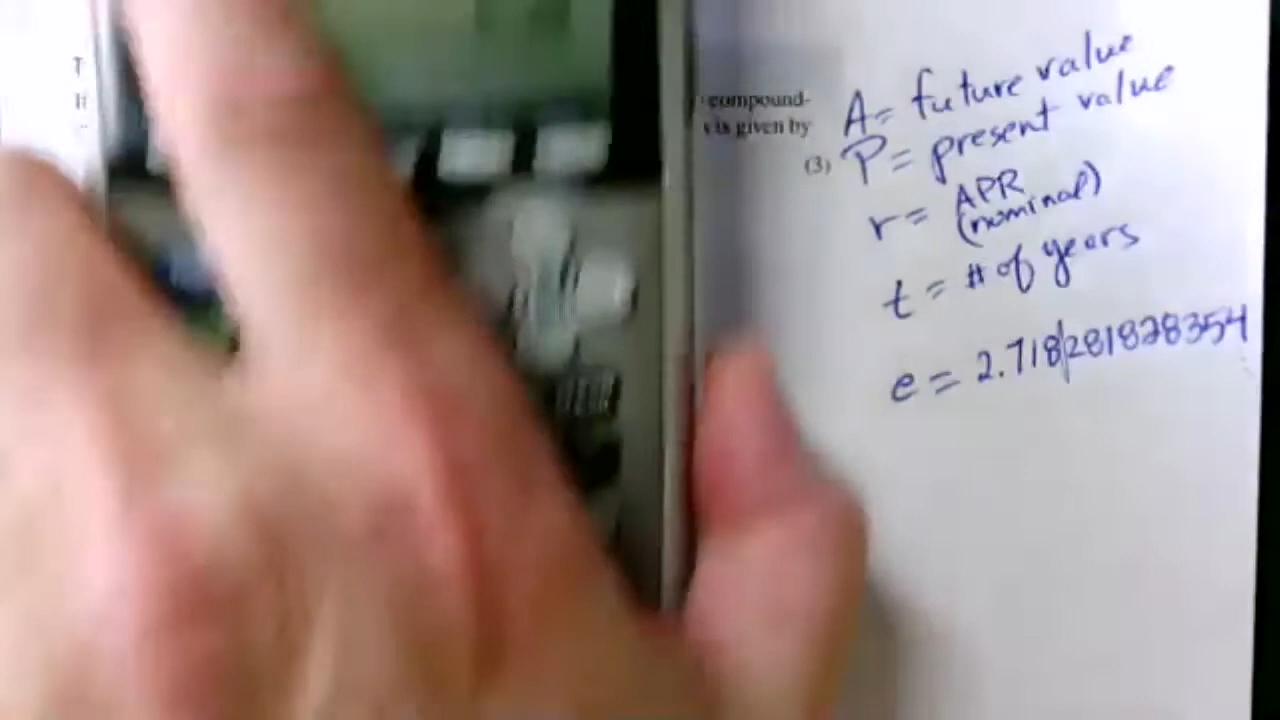 compound-
is given by
(3)
A = future value
P = present value
r = APR
(nominal)
t = # of years
e = 2.718281828354